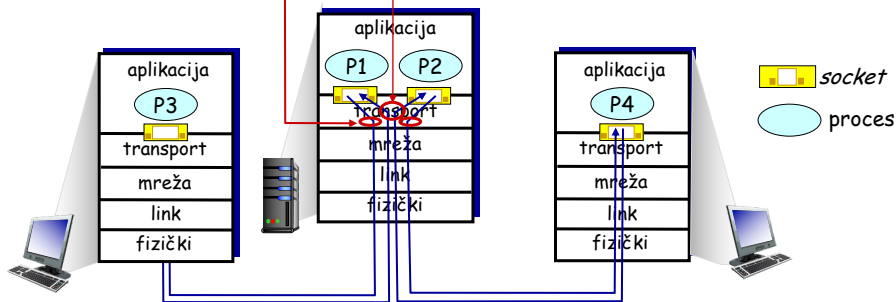 aplikacija
P3
transport
mreža
link
fizički
aplikacija
P1 P2
transport
mreža
link
fizički
aplikacija
P4
transport
mreža
link
fizički
socket
proces